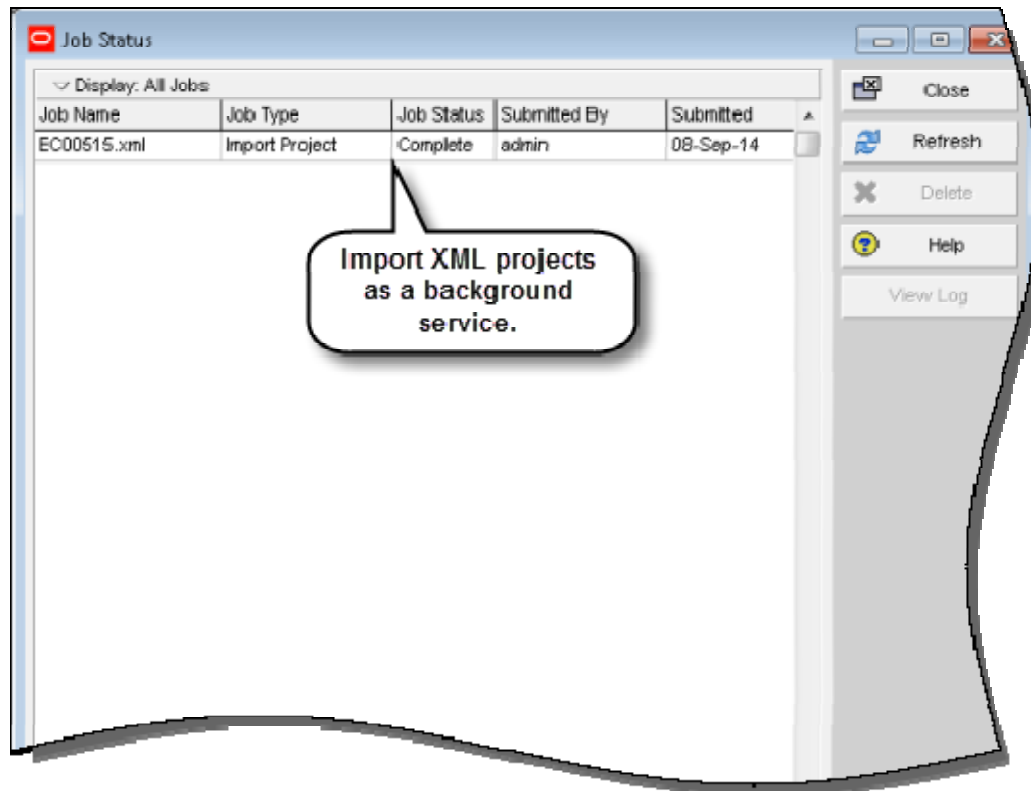 Job Status
Display: All Jobs
Job Name Job Type Job Status Submitted By Submitted
EC00515.xml Import Project Complete admin 08-Sep-14
Import XML projects
as a background
service.
Close
Refresh
Delete
Help
View Log